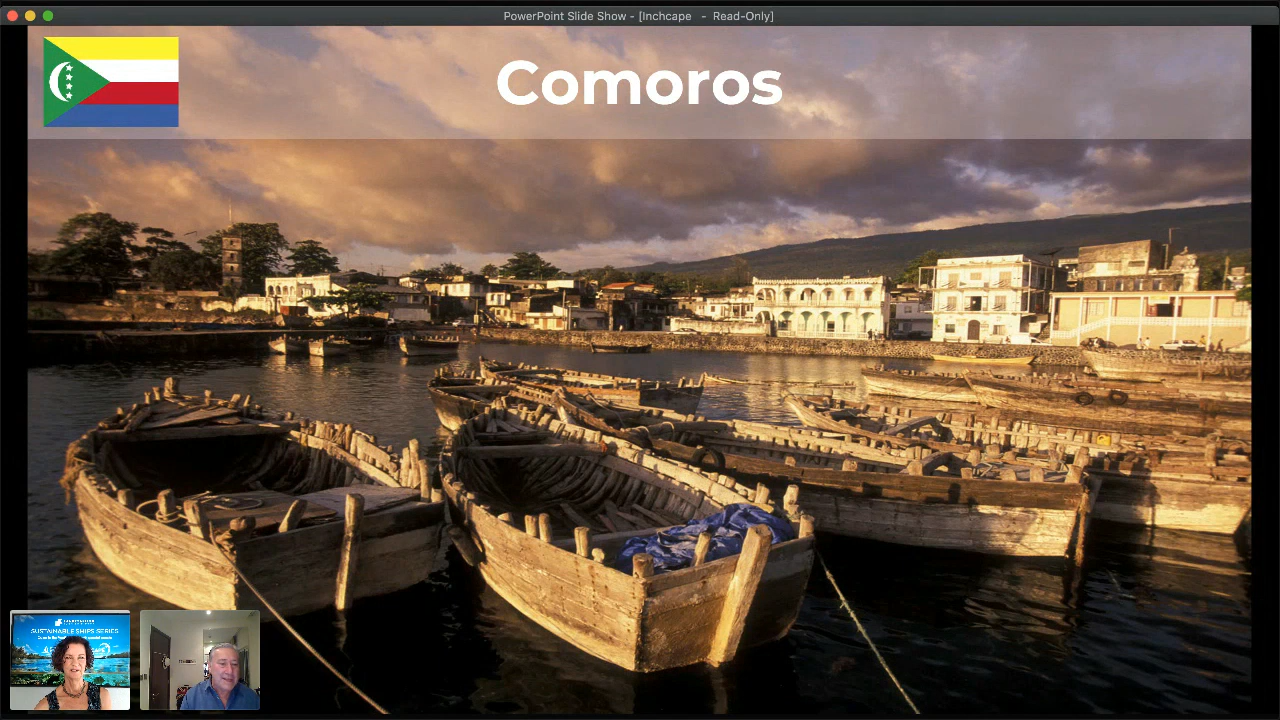 PowerPoint Slide Show - [Inchcape - Read-Only]
Comoros
SUSTAINABLE SHIPS SERIES